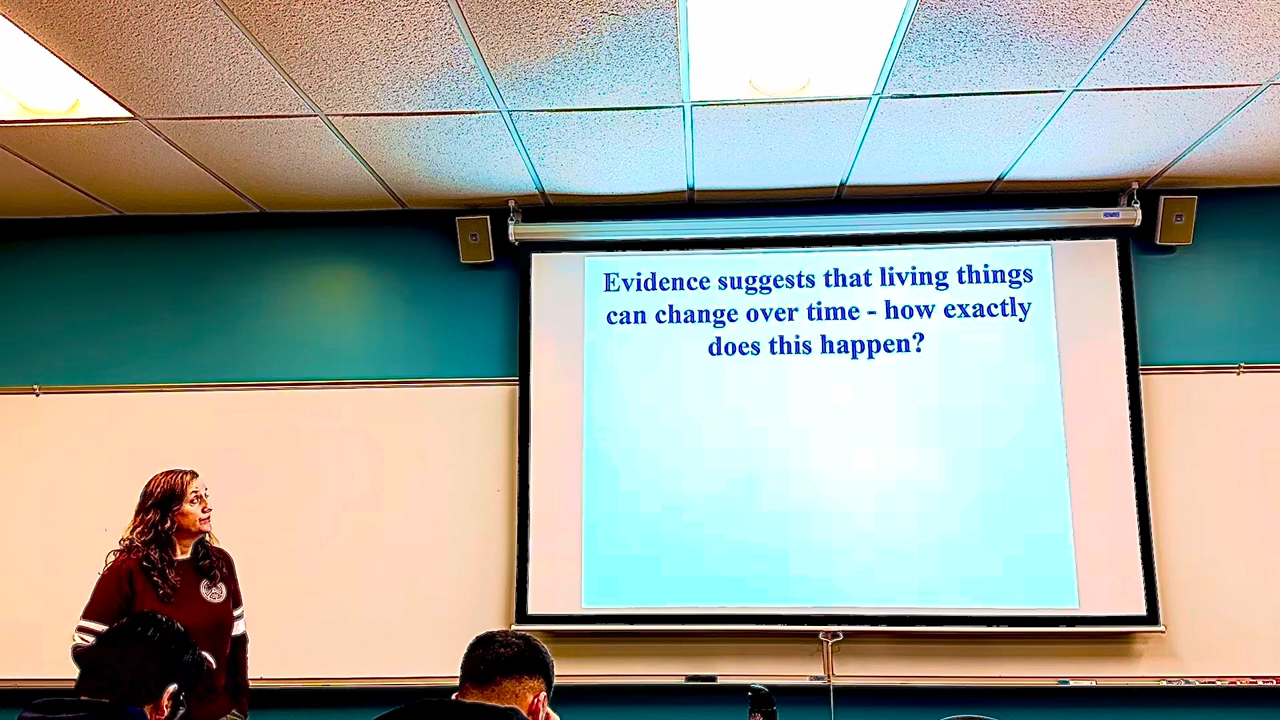 Evidence suggests that living things
can change over time - how exactly
does this happen?